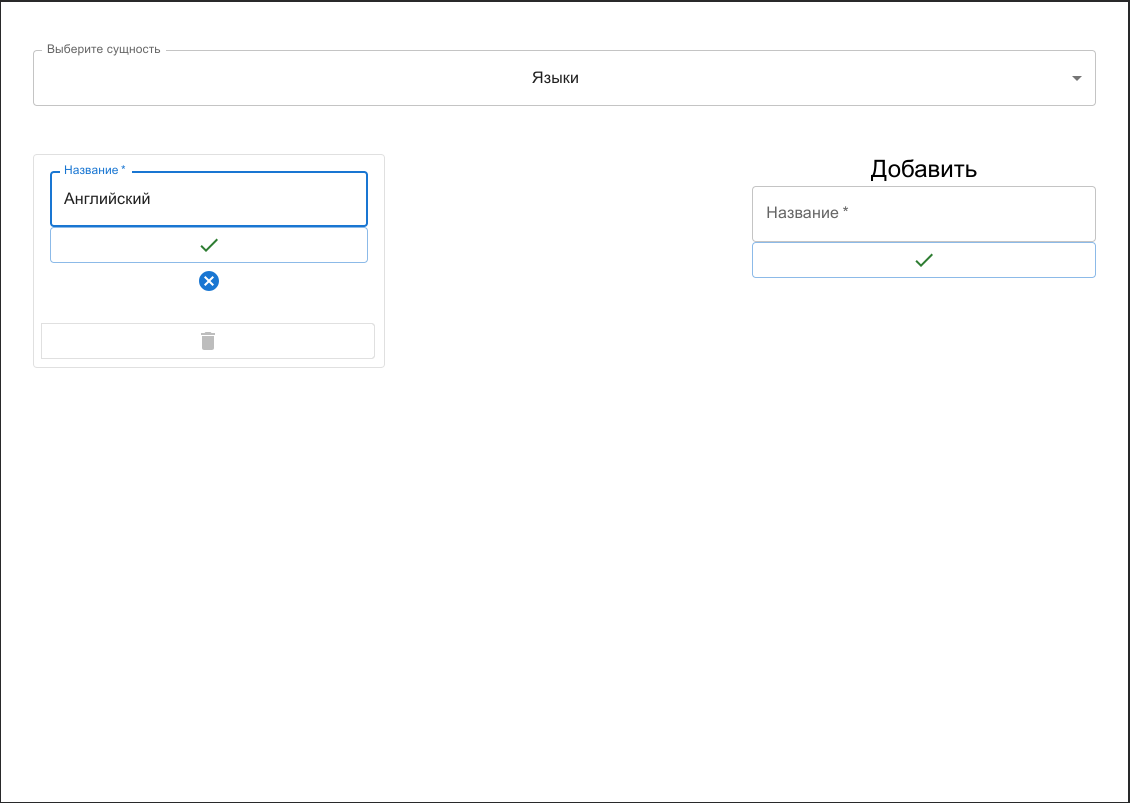 Выберите сущность
Языки
Название *
Английский
Добавить
Название *